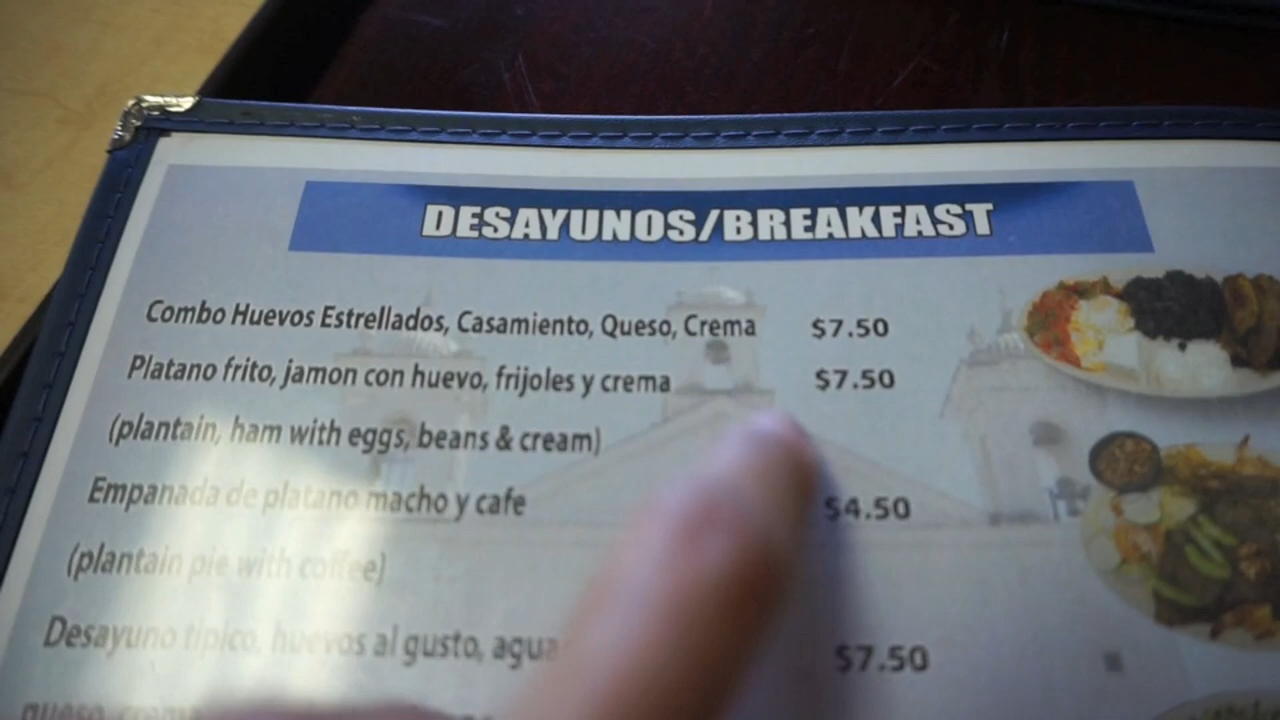 DESAYUNOS/BREAKFAST
Combo Huevos Estrellados, Casamiento, Queso, Crema $7.50
Platano frito, jamon con huevo, frijoles y crema $7.50
(plantain, ham with eggs, beans & cream)
Empanada de platano macho y cafe $4.50
(plantain pie with coffee)
Desayuno tipico, huevos al gusto, agua $7.50
queso, crema